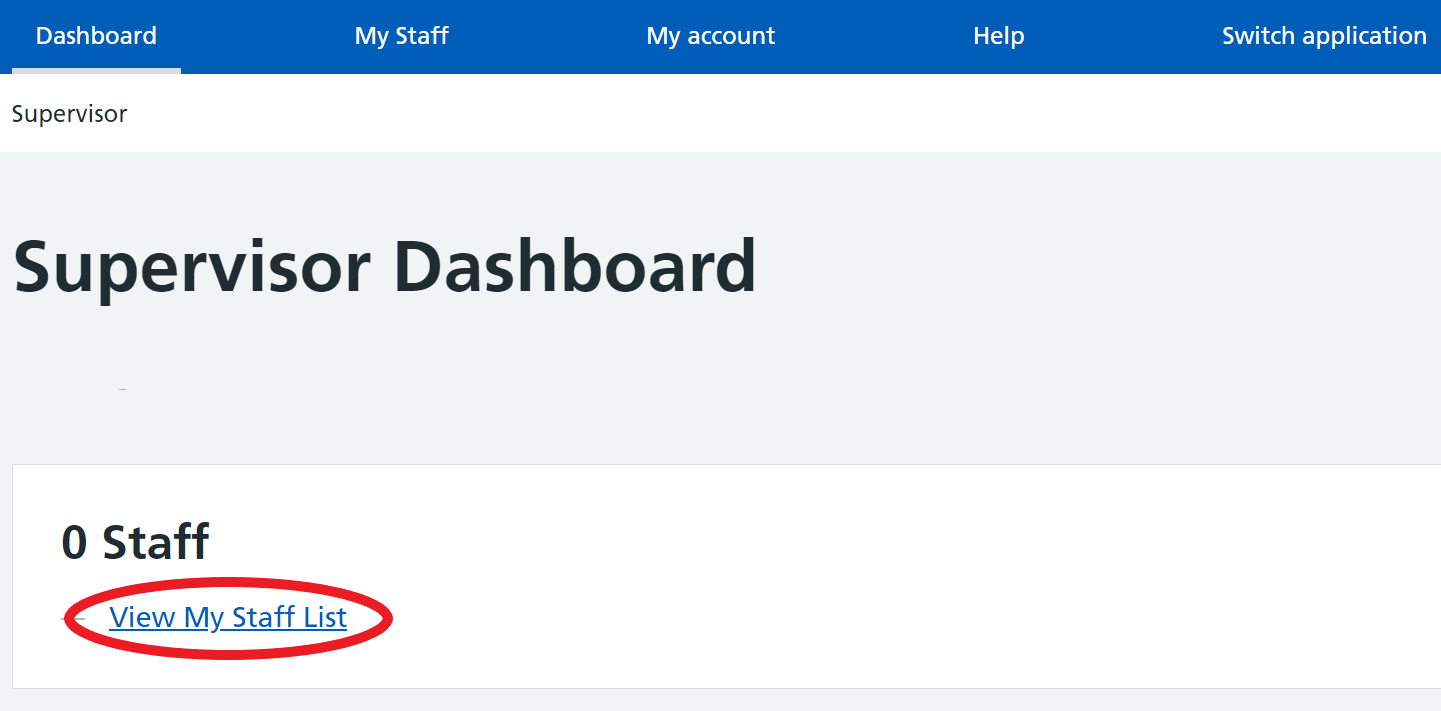 Dashboard My Staff My account Help Switch application
Supervisor
Supervisor Dashboard
0 Staff
View My Staff List